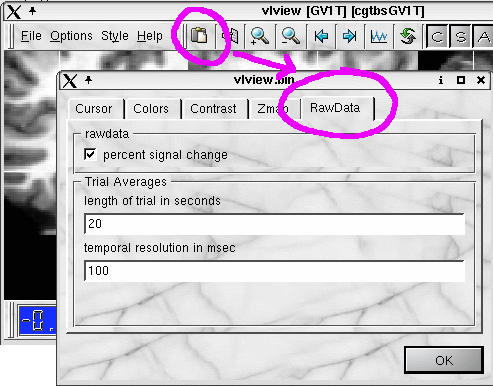 vlview [GV1T] [cgtbsGV1T]
File Options Style Help
C S A
vlview.bin
Cursor Colors Contrast Zmap RawData
rawdata
percent signal change
Trial Averages
length of trial in seconds
20
temporal resolution in msec
100
-0.
OK